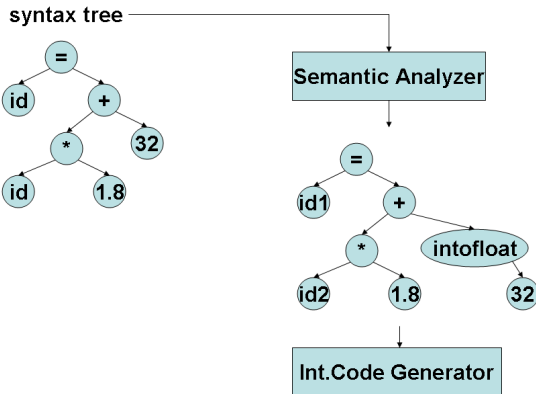 syntax tree
=
id
+
*
32
id
1.8
Semantic Analyzer
=
id1
+
*
intofloat
id2
1.8
32
Int.Code Generator